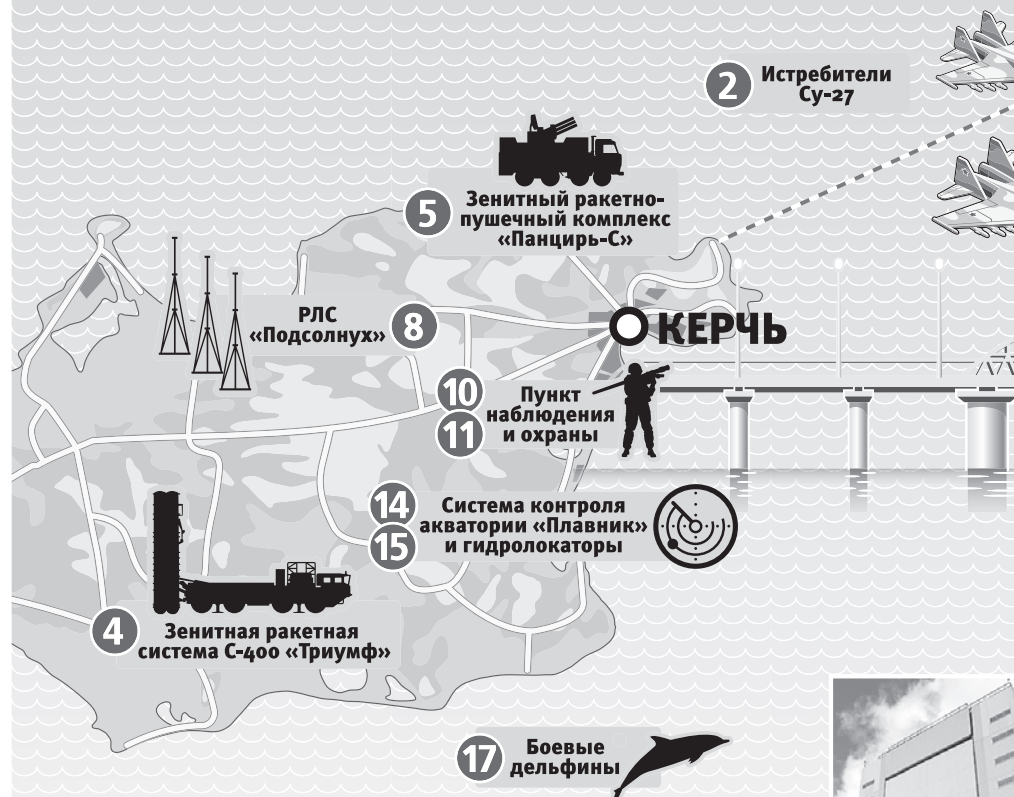 2
Истребители
Су-27
5
Зенитный ракетно-
пушечный комплекс
«Панцирь-С»
РЛС
«Подсолнух»
8
КЕРЧЬ
10
11
Пункт
наблюдения
и охраны
14
15
Система контроля
акватории «Плавник»
и гидролокаторы
4
Зенитная ракетная
система С-400 «Триумф»
17
Боевые
дельфины